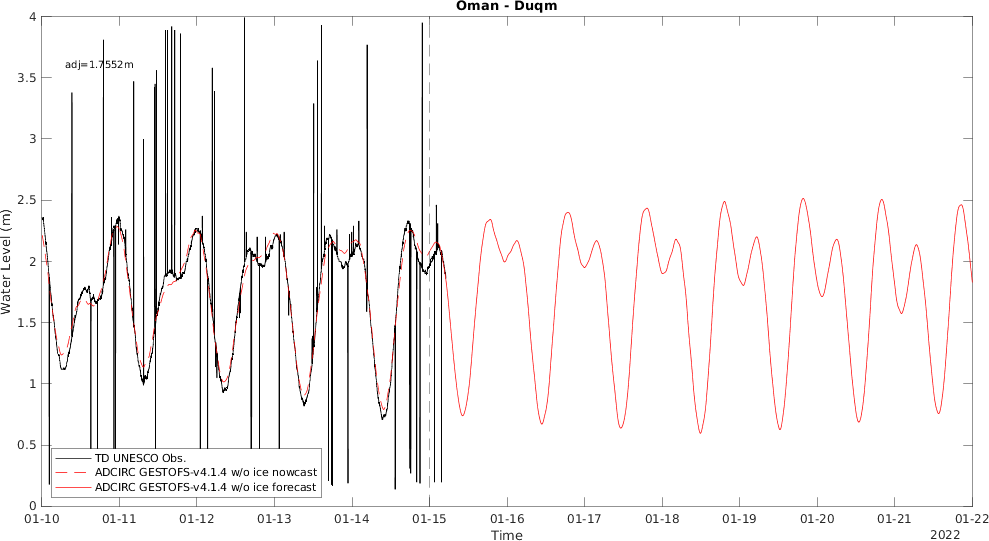 Oman - Duqm
4
3.5
3
2.5
2
1.5
1
0.5
0
Water Level (m)
adj=1.7552m
TD UNESCO Obs.
ADCIRC GESTOFS-v4.1.4 w/o ice nowcast
ADCIRC GESTOFS-v4.1.4 w/o ice forecast
01-10 01-11 01-12 01-13 01-14 01-15 01-16 01-17 01-18 01-19 01-20 01-21 01-22
Time
2022